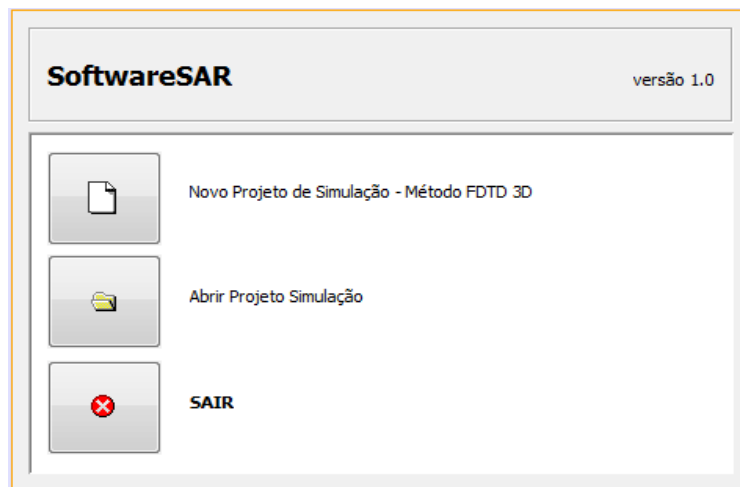 SoftwareSAR
versão 1.0
Novo Projeto de Simulação - Método FDTD 3D
Abrir Projeto Simulação
SAIR